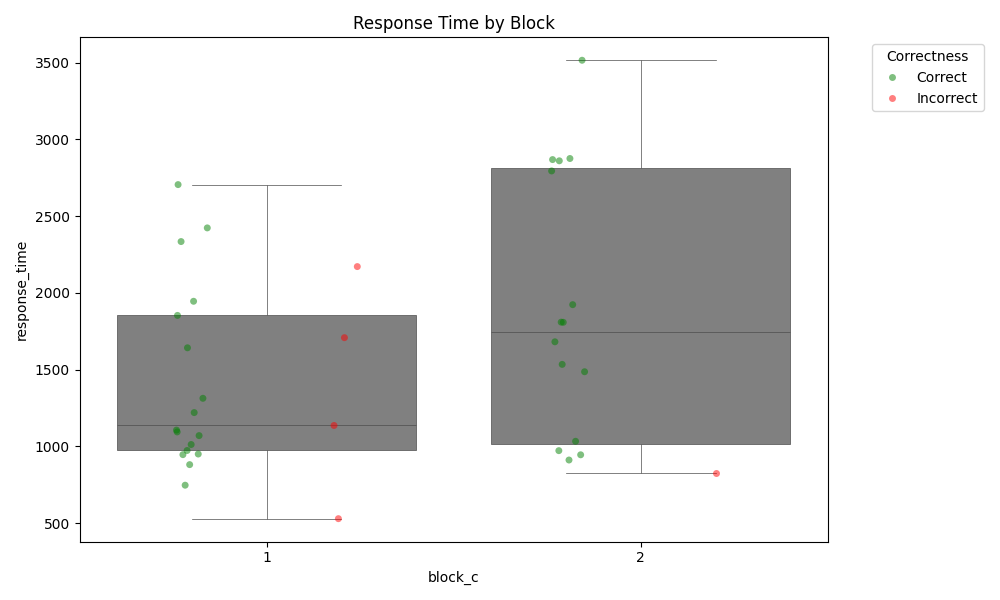 Response Time by Block
Correctness
Correct
Incorrect
response_time
3500
3000
2500
2000
1500
1000
500
1
2
block_c